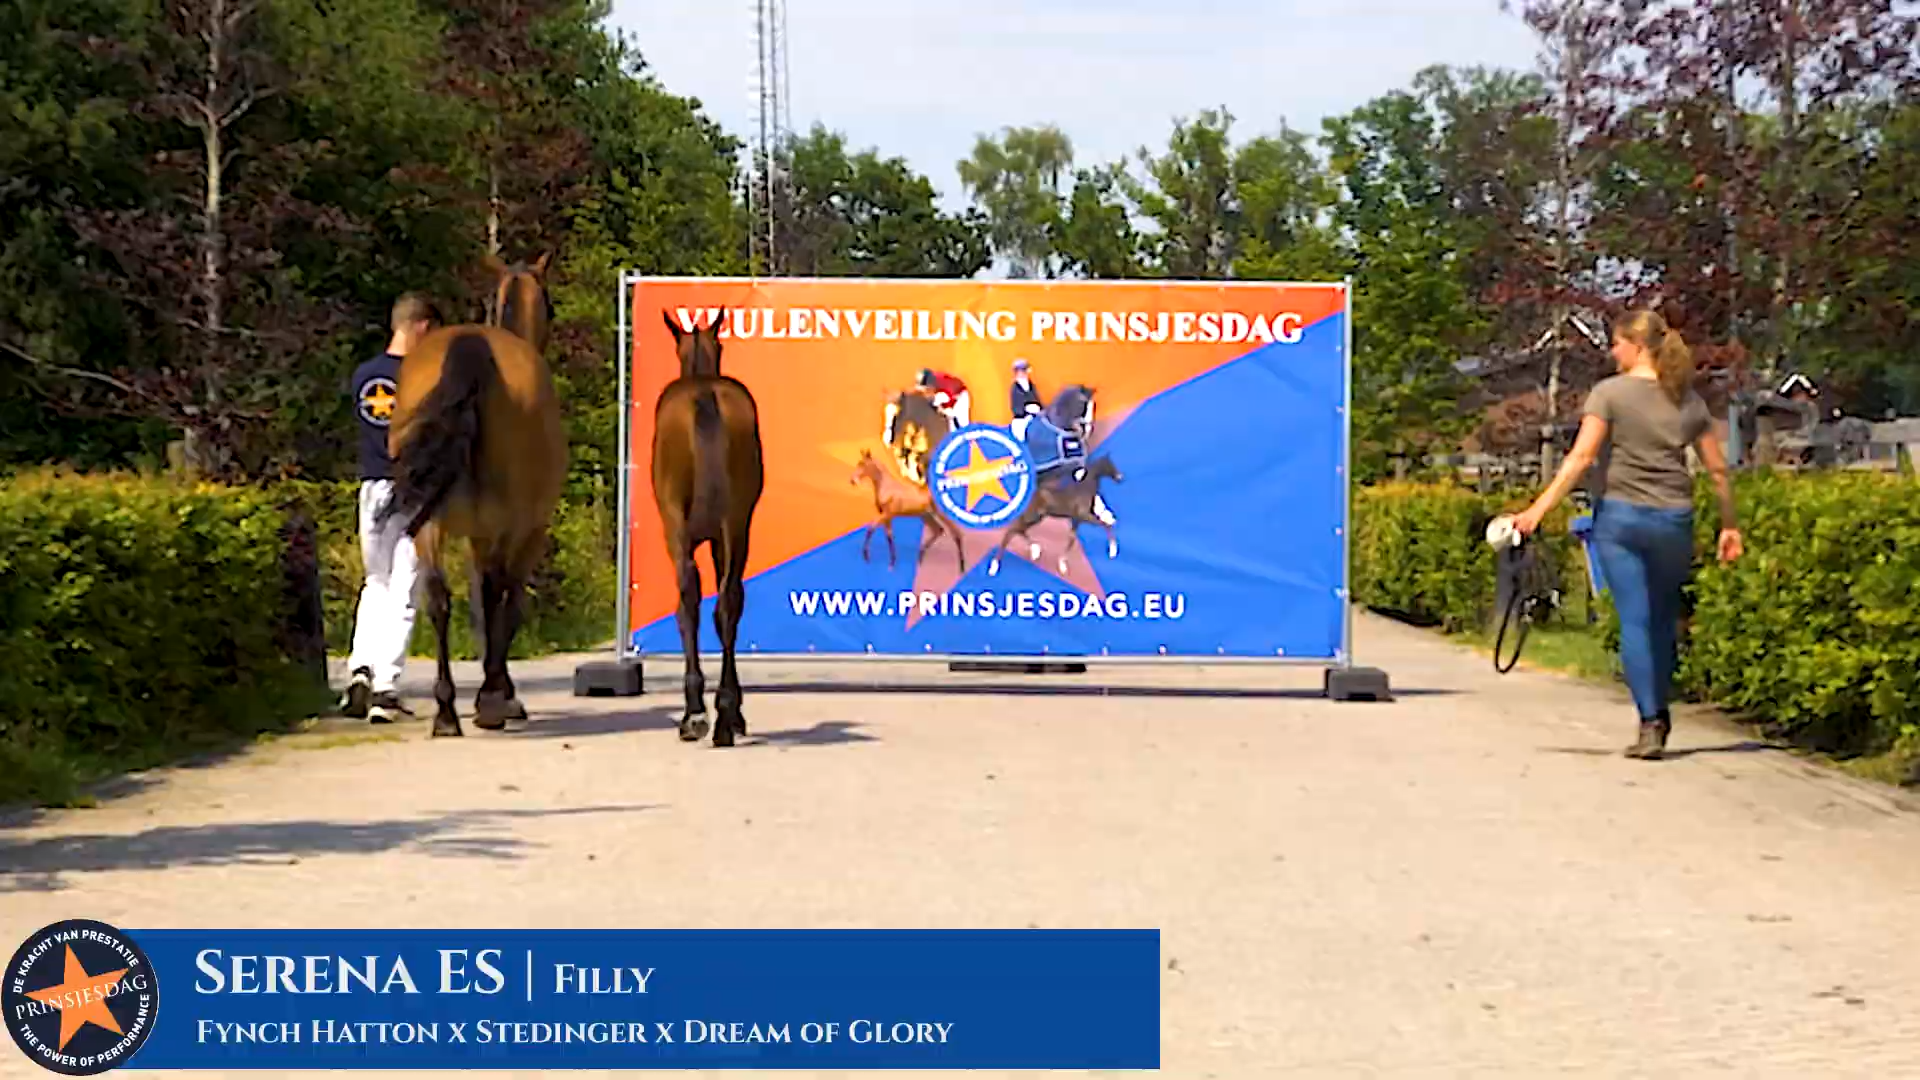 VEULENVEILING PRINSJESDAG
WWW.PRINSJESDAG.EU
DE KRACHT VAN PRESTATIE
PRINSJESDAG
THE POWER OF PERFORMANCE
SERENA ES | FILLY
FYNCH HATTON X STEDINGER X DREAM OF GLORY